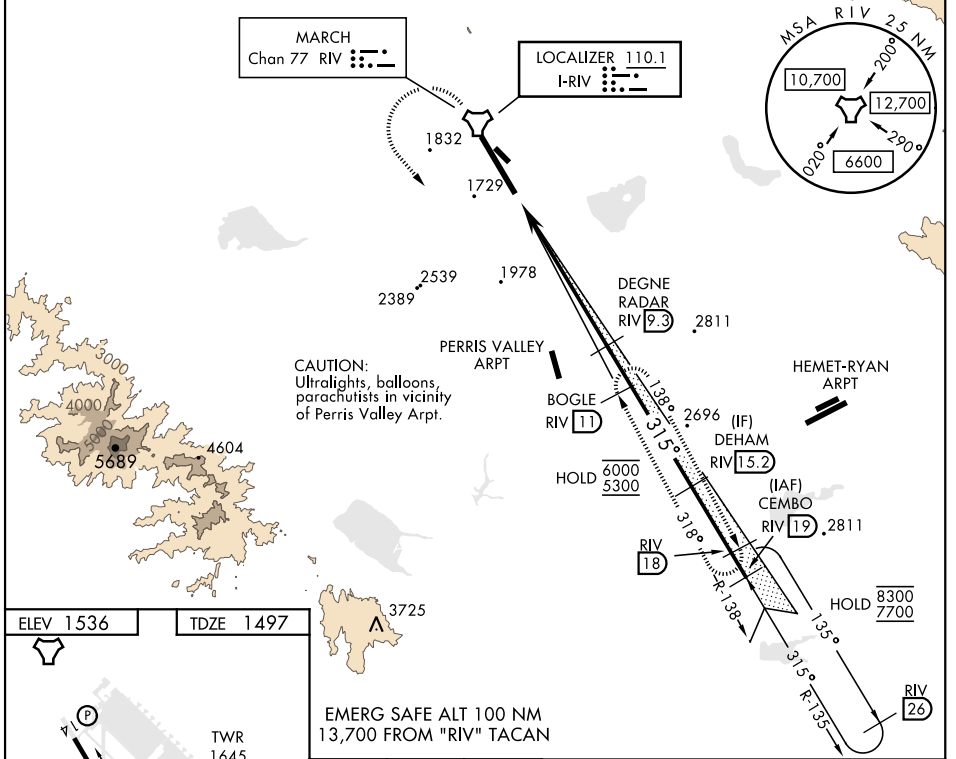 MARCH
Chan 77 RIV
LOCALIZER 110.1
I-RIV
MSA RIV 25 NM
200°
10,700
12,700
290°
020°
6600
1832
1729
2539
2389
1978
DEGNE
RADAR
RIV 9.3
2811
PERRIS VALLEY
ARPT
HEMET-RYAN
ARPT
CAUTION:
Ultralights, balloons,
parachutists in vicinity
of Perris Valley Arpt.
BOGLE
RIV 11
138°
315°
2696
(IF)
DEHAM
RIV 15.2
(IAF)
CEMBO
RIV 19
2811
HOLD 6000
5300
318°
RIV
18
R-138
HOLD 8300
7700
135°
315°
R-135
RIV
26
3000
4000
5000
5689
4604
3725
ELEV 1536
TDZE 1497
EMERG SAFE ALT 100 NM
13,700 FROM "RIV" TACAN
P
14
TWR
1645